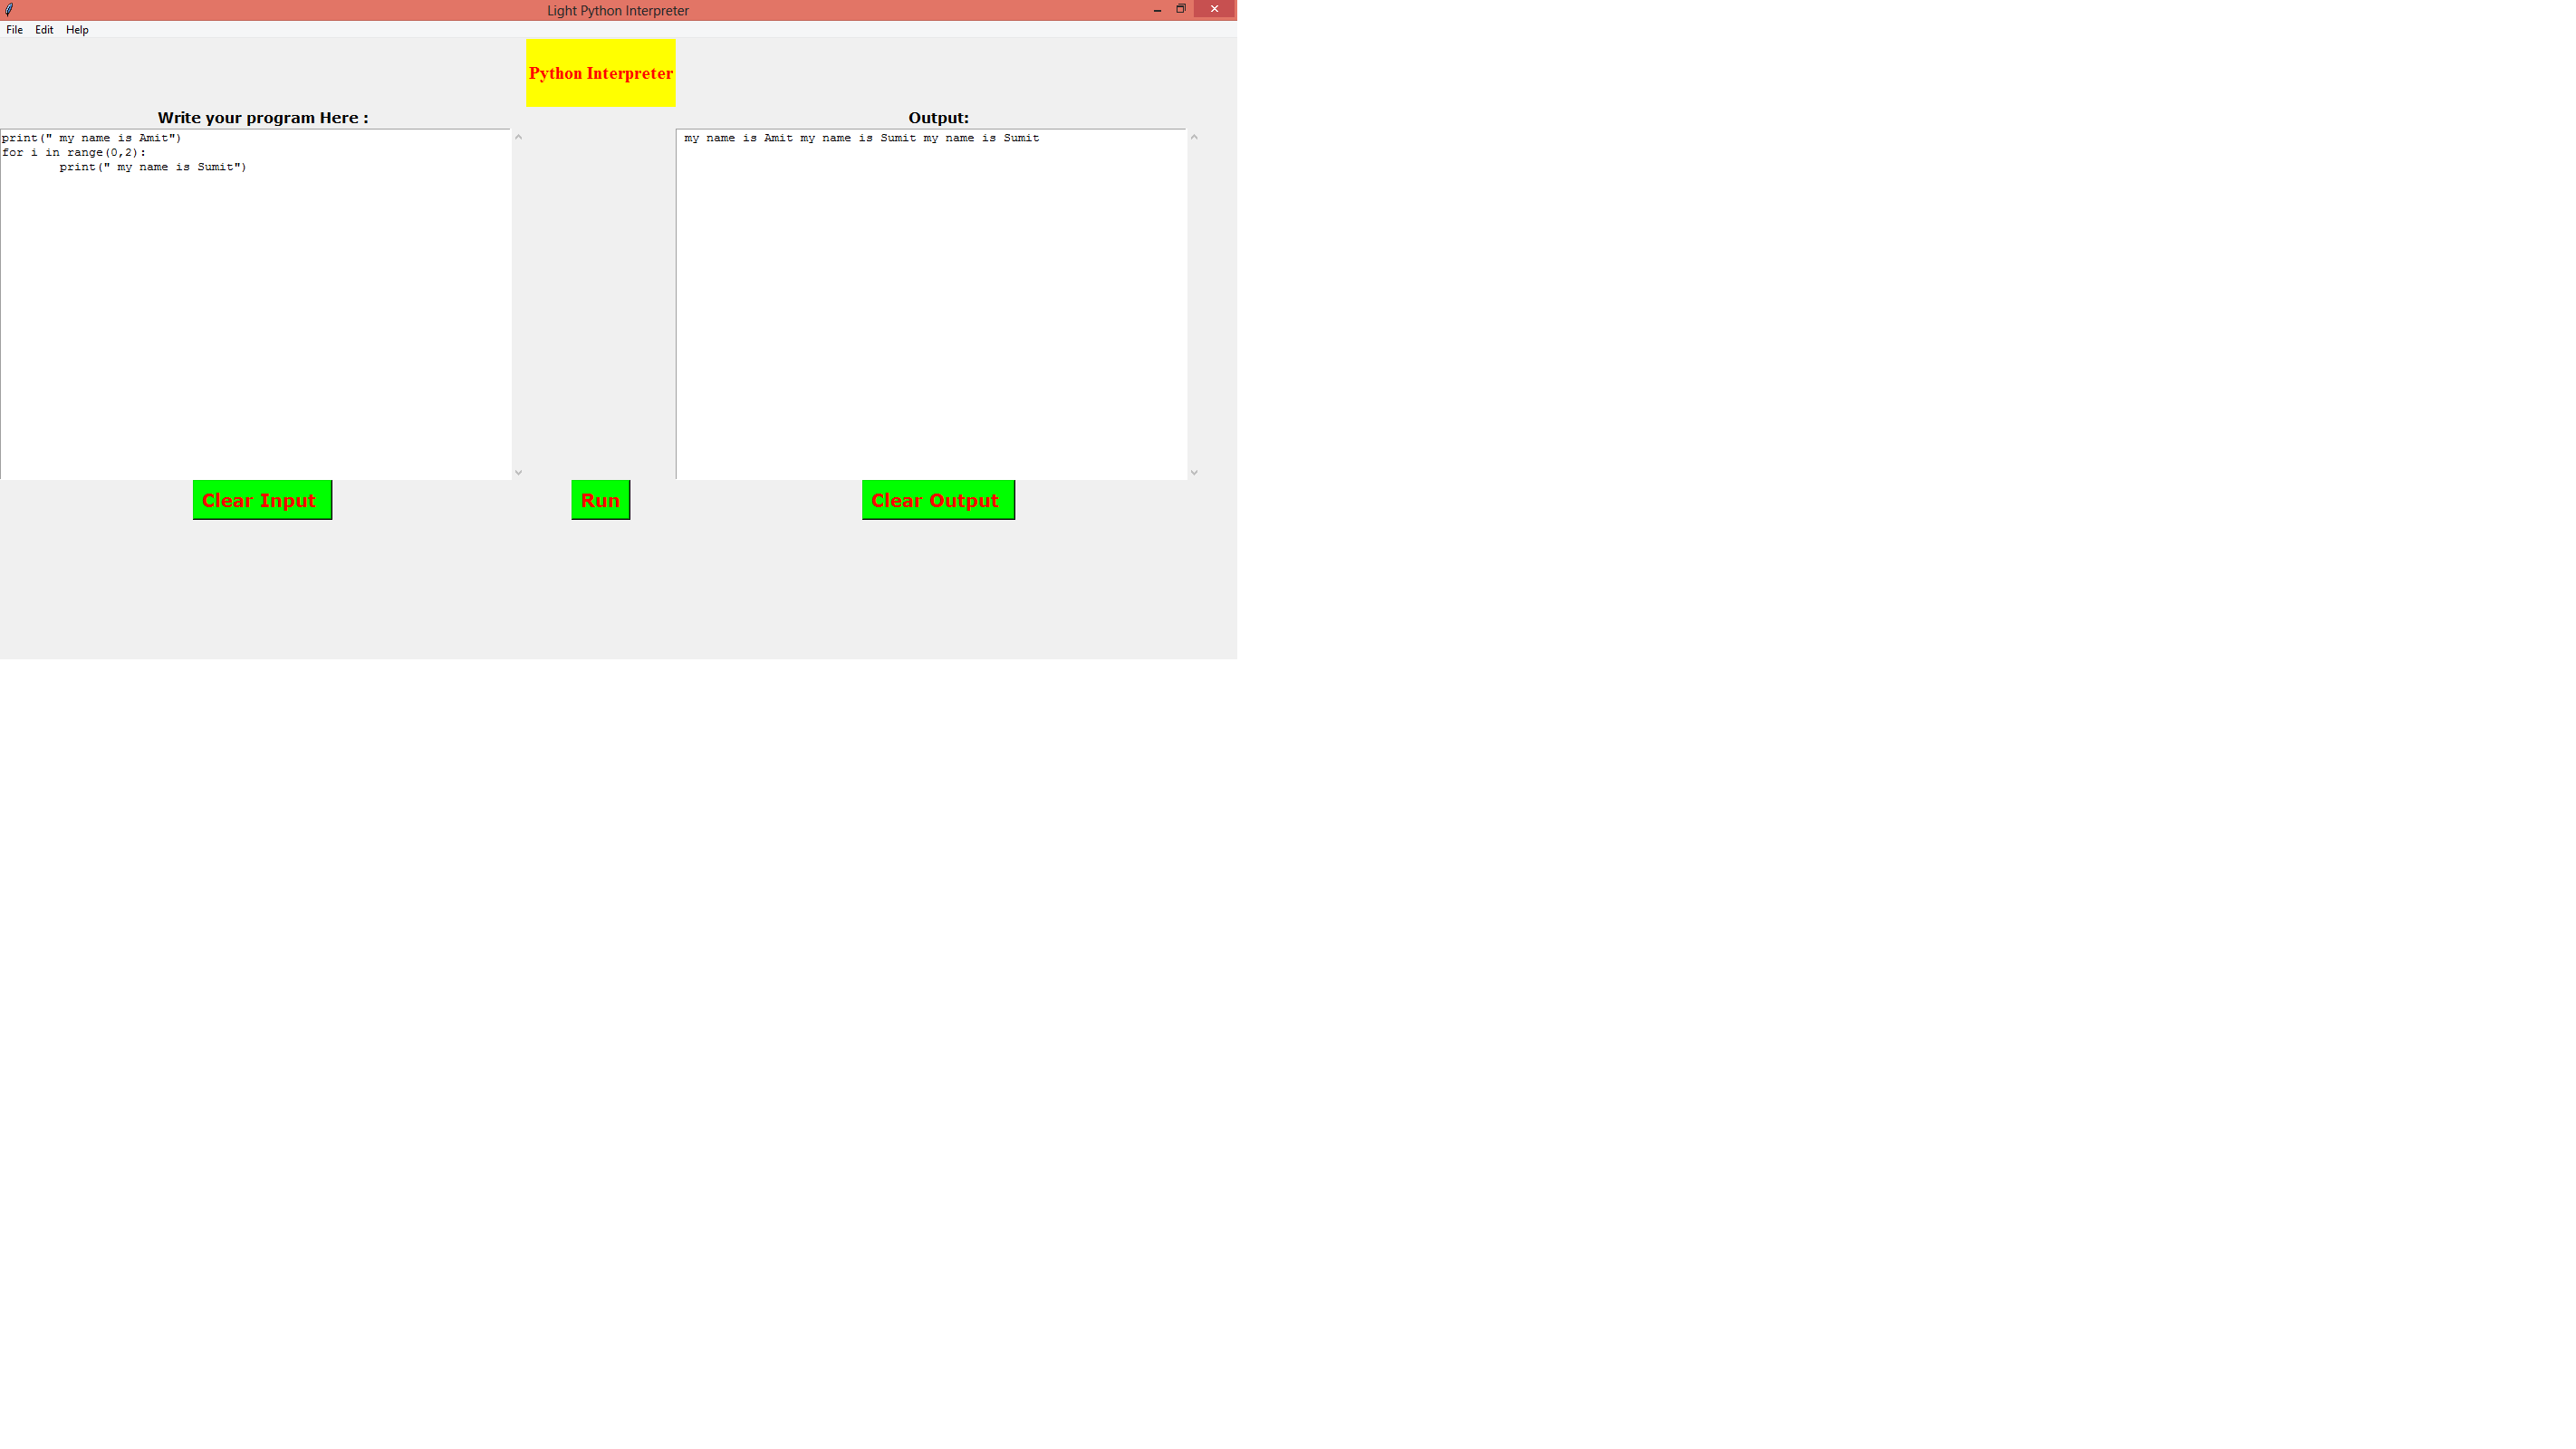 Light Python Interpreter
File Edit Help
Python Interpreter
Write your program Here :
print(" my name is Amit")
for i in range(0,2):
        print(" my name is Sumit")
Output:
 my name is Amit my name is Sumit my name is Sumit
Clear Input
Run
Clear Output